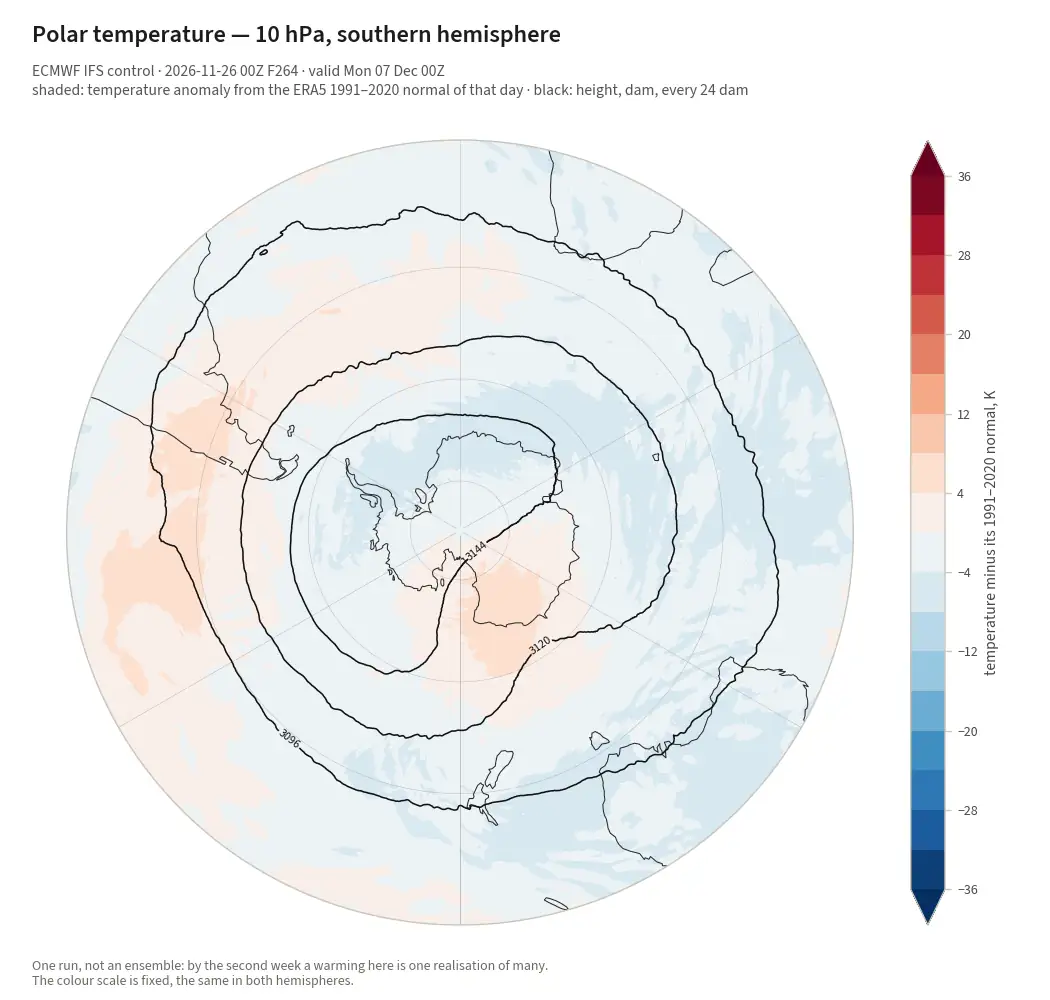 Polar temperature — 10 hPa, southern hemisphere
ECMWF IFS control · 2026-11-26 00Z F264 · valid Mon 07 Dec 00Z
shaded: temperature anomaly from the ERA5 1991–2020 normal of that day · black: height, dam, every 24 dam
36
28
20
12
4
−4
−12
−20
−28
−36
temperature minus its 1991–2020 normal, K
3144
3120
3096
One run, not an ensemble: by the second week a warming here is one realisation of many.
The colour scale is fixed, the same in both hemispheres.